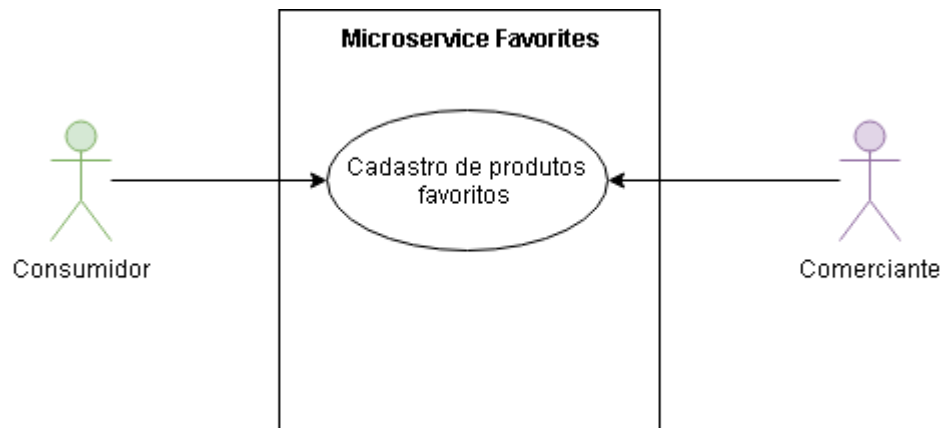 Microservice Favorites
Cadastro de produtos
favoritos
Consumidor
Comerciante